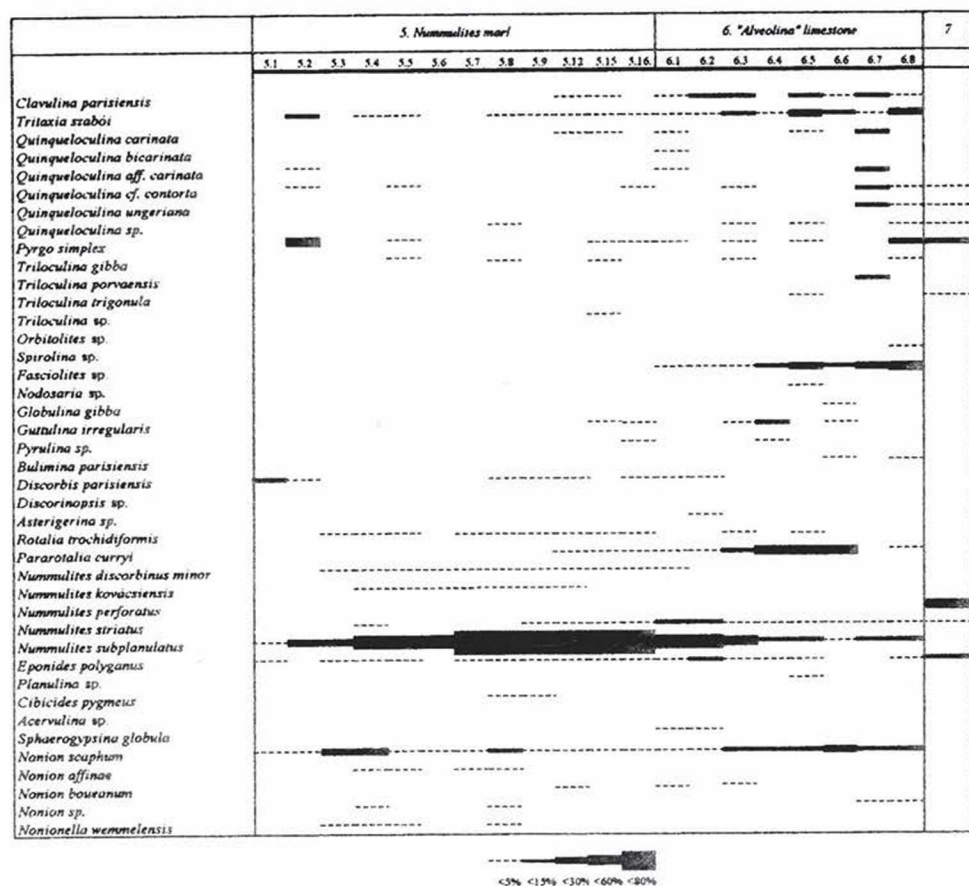 5. Nummulites marl 6. "Alveolina" limestone 7
5.1 5.2 5.3 5.4 5.5 5.6 5.7 5.8 5.9 5.12 5.15 5.16. 6.1 6.2 6.3 6.4 6.5 6.6 6.7 6.8
Clavulina parisiensis
Tritaxia szabói
Quinqueloculina carinata
Quinqueloculina bicarinata
Quinqueloculina aff. carinata
Quinqueloculina cf. contorta
Quinqueloculina ungeriana
Quinqueloculina sp.
Pyrgo simplex
Triloculina gibba
Triloculina porvaensis
Triloculina trigonula
Triloculina sp.
Orbitolites sp.
Spirolina sp.
Fasciolites sp.
Nodosaria sp.
Globulina gibba
Guttulina irregularis
Pyrulina sp.
Bulimina parisiensis
Discorbis parisiensis
Discorinopsis sp.
Asterigerina sp.
Rotalia trochidiformis
Pararotalia curryi
Nummulites discorbinus minor
Nummulites kovácsiensis
Nummulites perforatus
Nummulites striatus
Nummulites subplanulatus
Eponides polyganus
Planulina sp.
Cibicides pygmeus
Acervulina sp.
Sphaerogypsina globula
Nonion scaphum
Nonion affinae
Nonion boueanum
Nonion sp.
Nonionella wemmelensis
<5% <15% <30% <60% <80%